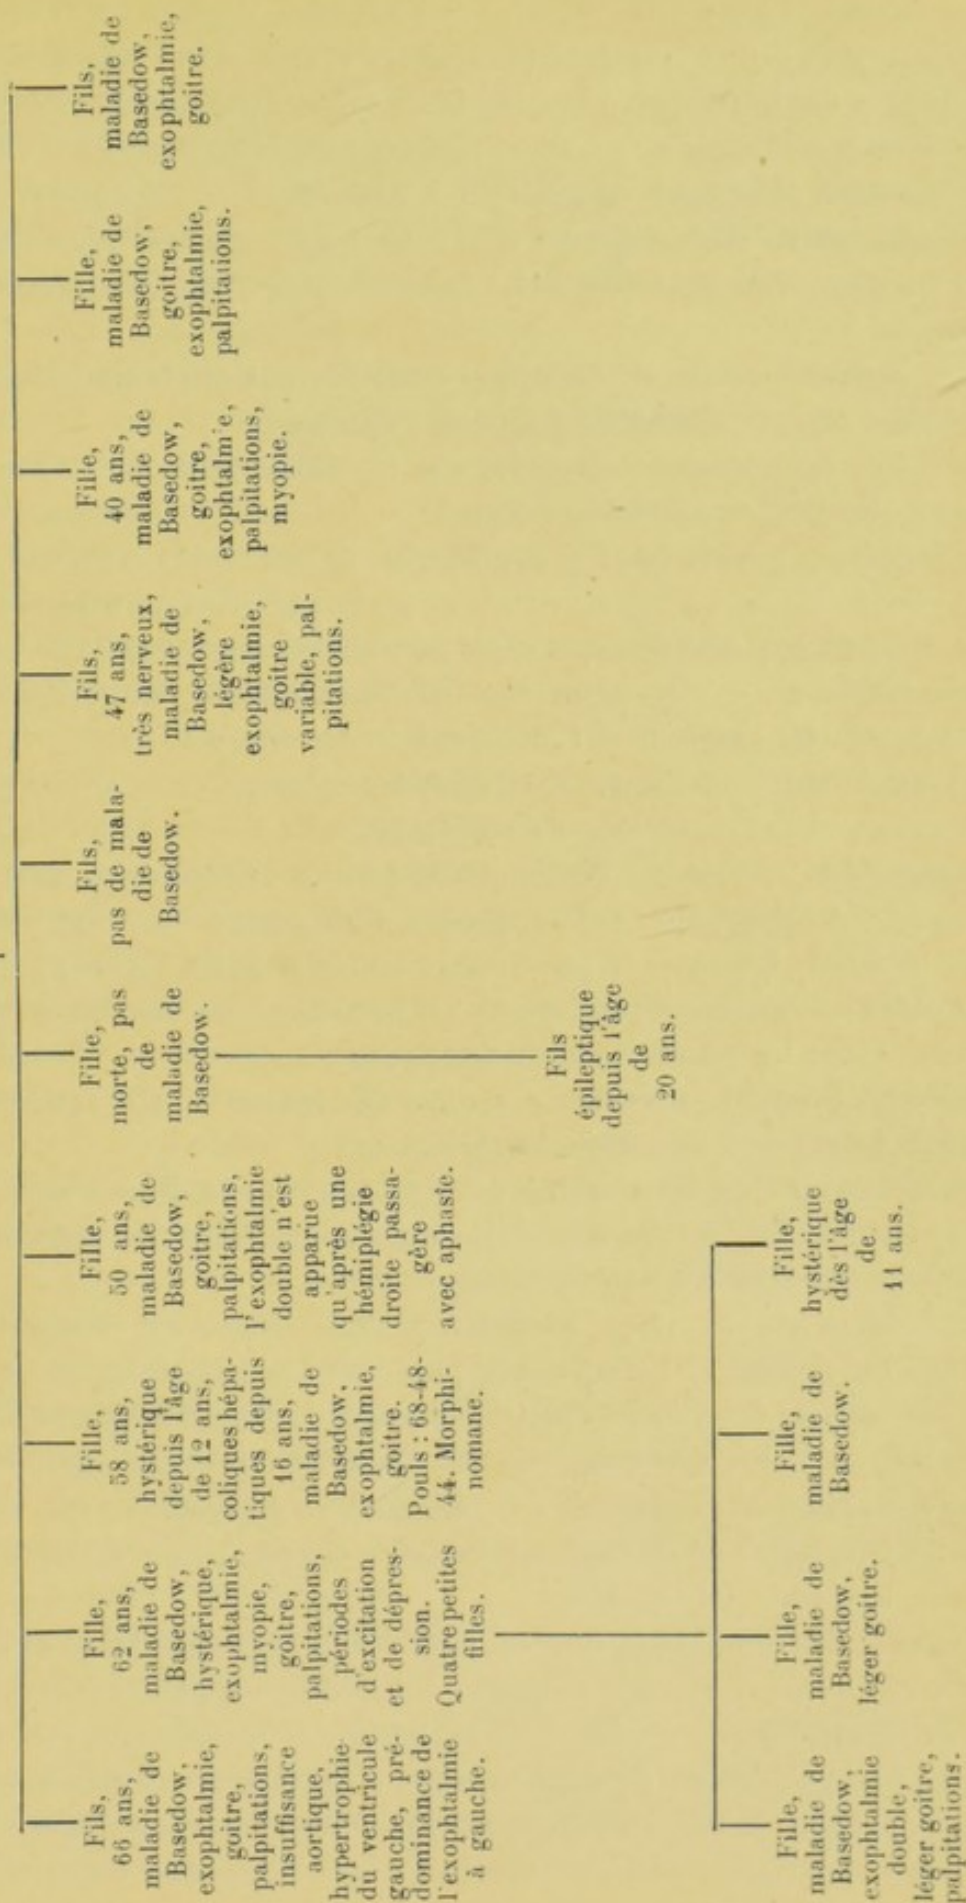 Fils,
66 ans,
maladie de
Basedow,
exophtalmie,
goitre,
palpitations,
insuffisance
aortique,
hypertrophie
du ventricule
gauche, pré-
dominance de
l'exophtalmie
à gauche.
Fille,
62 ans,
maladie de
Basedow,
hystérique,
exophtalmie,
myopie,
goitre,
palpitations,
périodes
d'excitation
et de dépres-
sion.
Quatre petites
filles.
Fille,
58 ans,
hystérique
depuis l'âge
de 12 ans,
coliques hépa-
tiques depuis
16 ans,
maladie de
Basedow,
exophtalmie,
goitre.
Pouls : 68-48-
44. Morphi-
nomane.
Fille,
50 ans,
maladie de
Basedow,
goitre,
palpitations,
l'exophtalmie
double n'est
apparue
qu'après une
hémiplégie
droite passa-
gère
avec aphasie.
Fille,
morte, pas
de
maladie de
Basedow.
Fils,
pas de mala-
die de
Basedow.
Fils,
47 ans,
très nerveux,
maladie de
Basedow,
légère
exophtalmie,
goitre
variable, pal-
pitations.
Fille,
40 ans,
maladie de
Basedow,
goitre,
exophtalmie,
palpitations,
myopie.
Fille,
maladie de
Basedow,
goitre,
exophtalmie,
palpitations.
Fils,
maladie de
Basedow,
exophtalmie,
goitre.
Fille,
maladie de
Basedow,
exophtalmie
double,
léger goitre,
palpitations.
Fille,
maladie de
Basedow,
léger goitre.
Fille,
maladie de
Basedow.
Fille,
hystérique
dès l'âge
de
11 ans.
Fils
épileptique
depuis l'âge
de
20 ans.